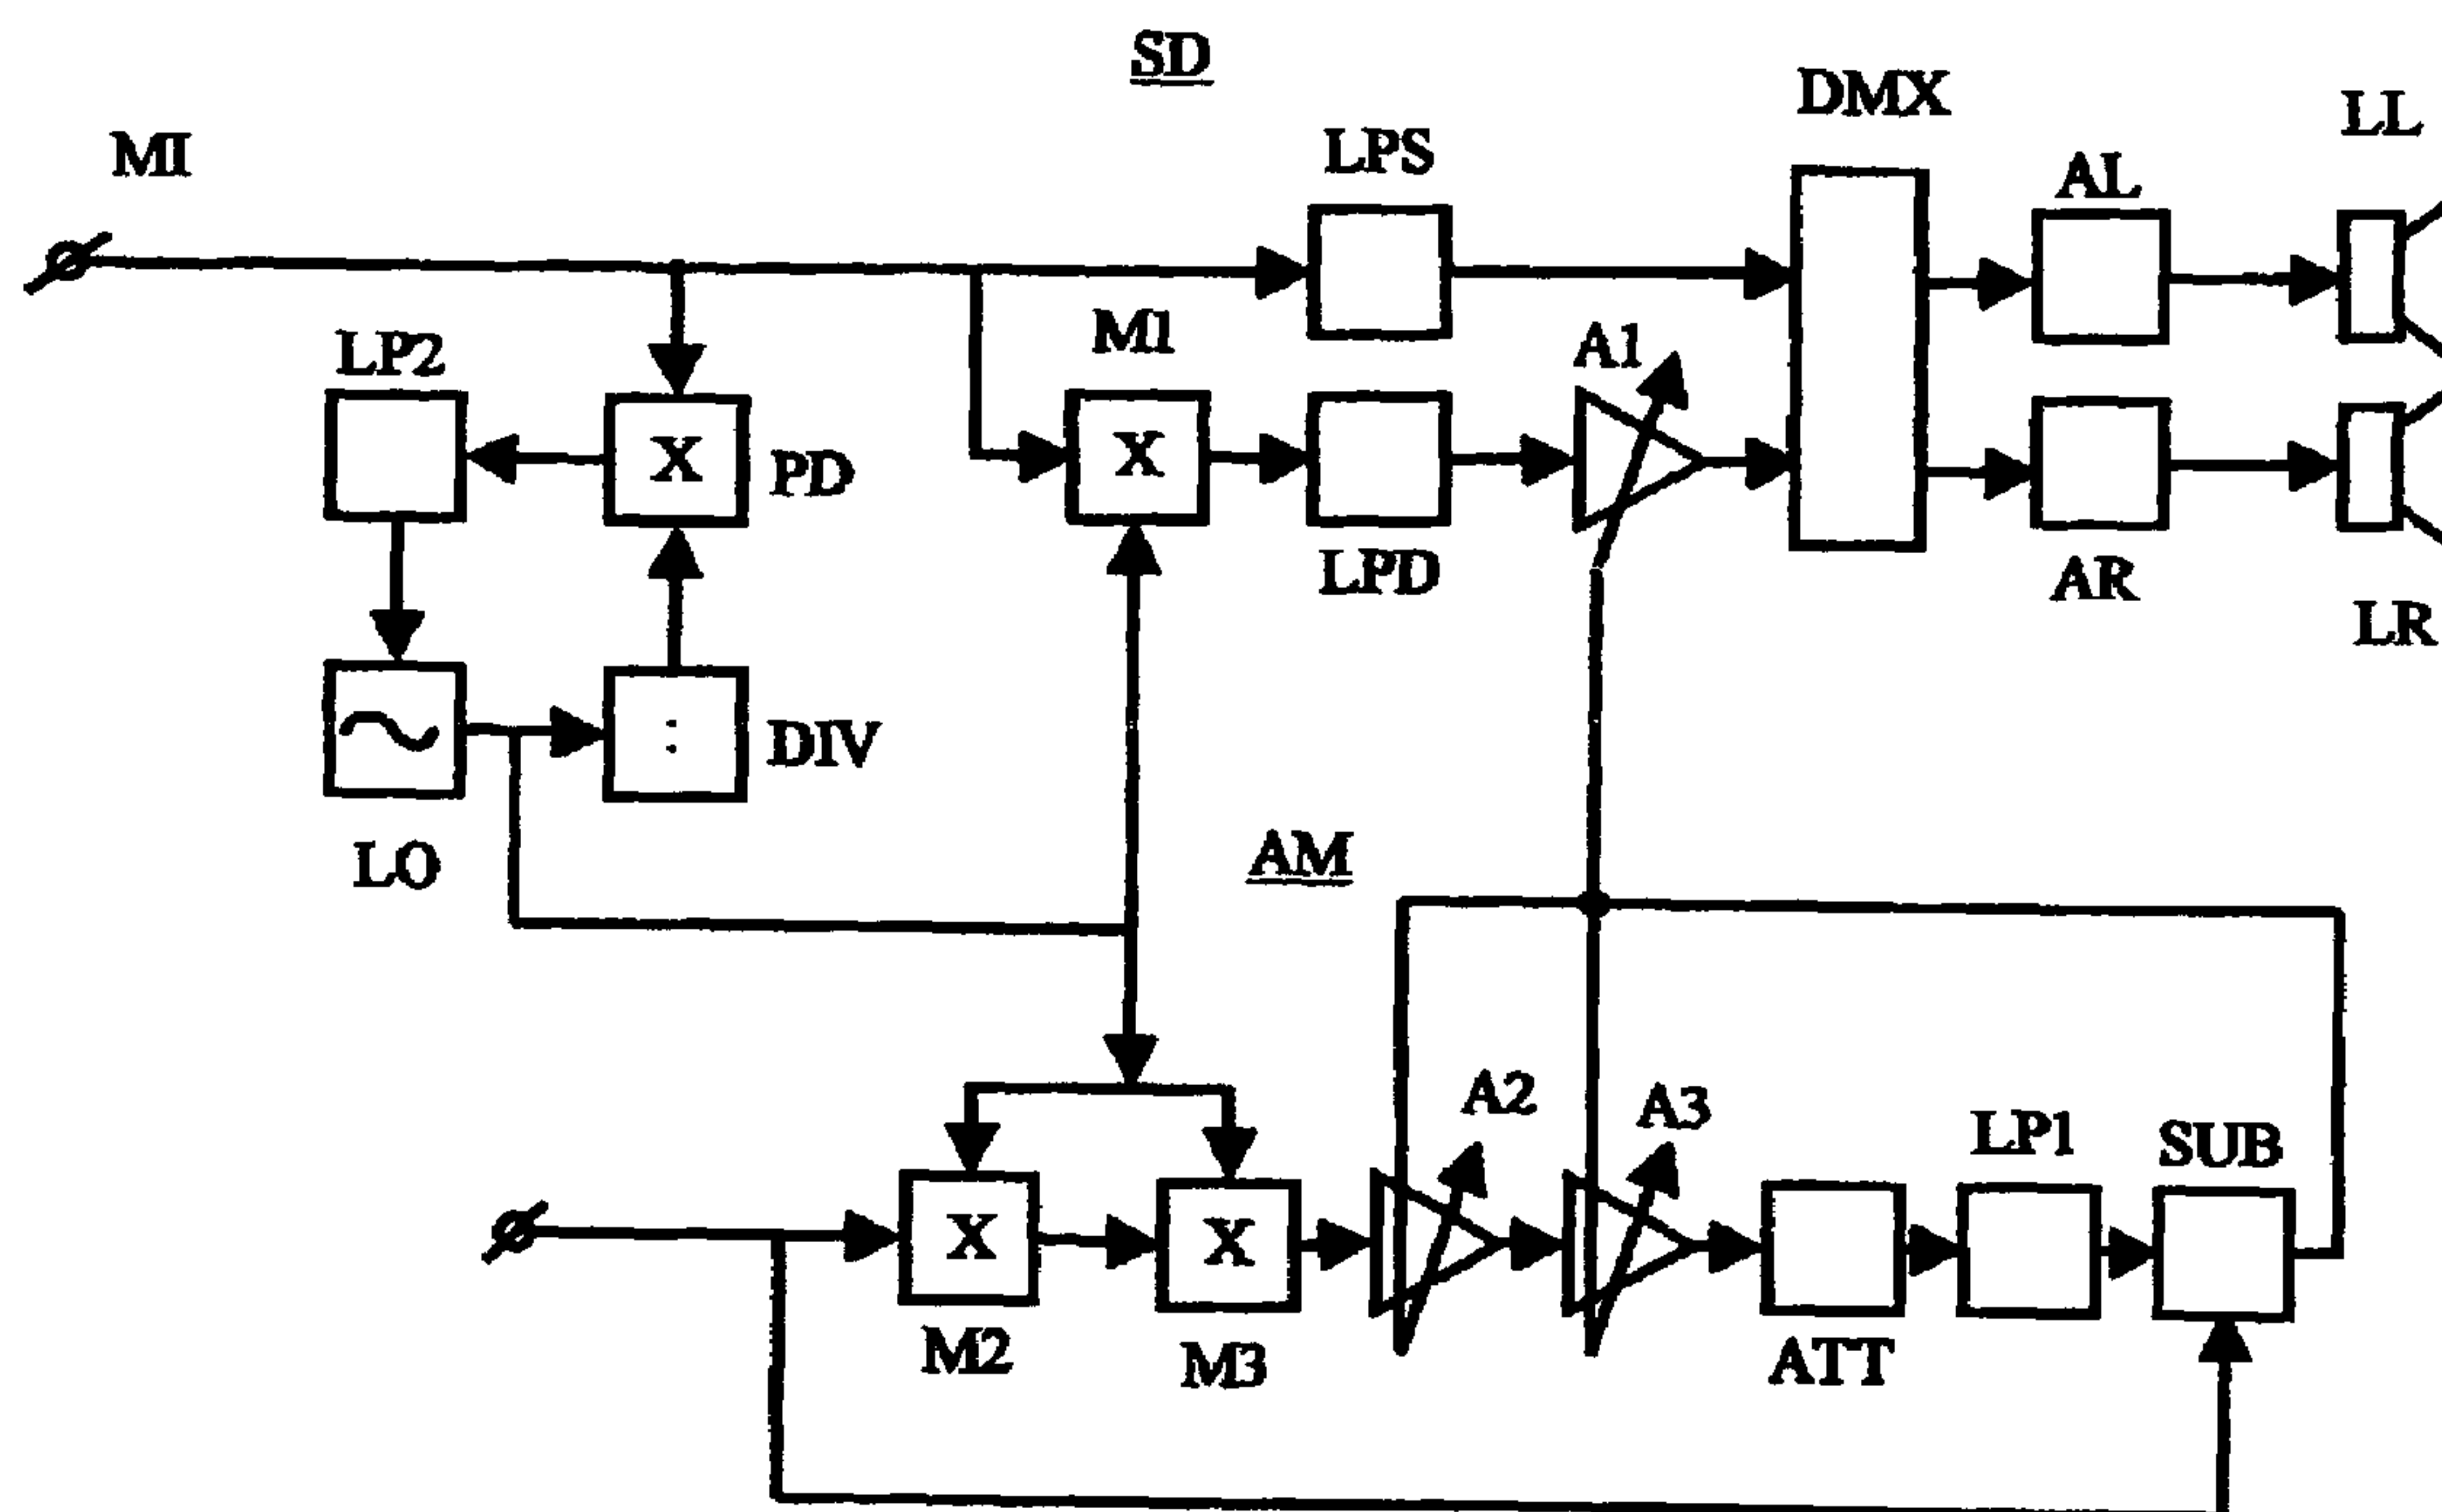 SD
DMX
LL
MI
LPS
AL
M1
A1
LP2
X
X
PD
LPD
AR
LR
:
DIV
LO
AM
A2
A3
LP1
SUB
X
X
M2
M3
ATT